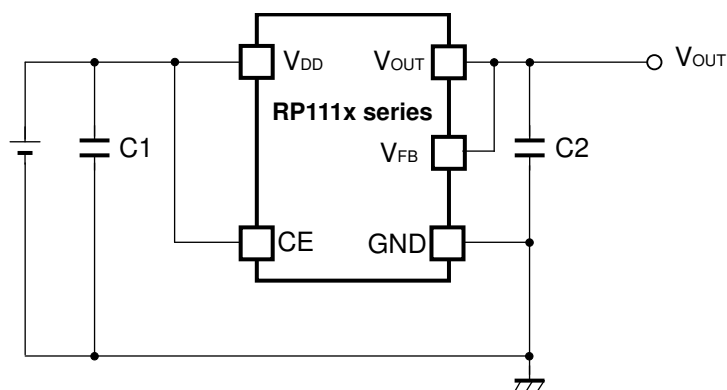 VDD
VOUT
VOUT
RP111x series
C1
VFB
C2
CE
GND